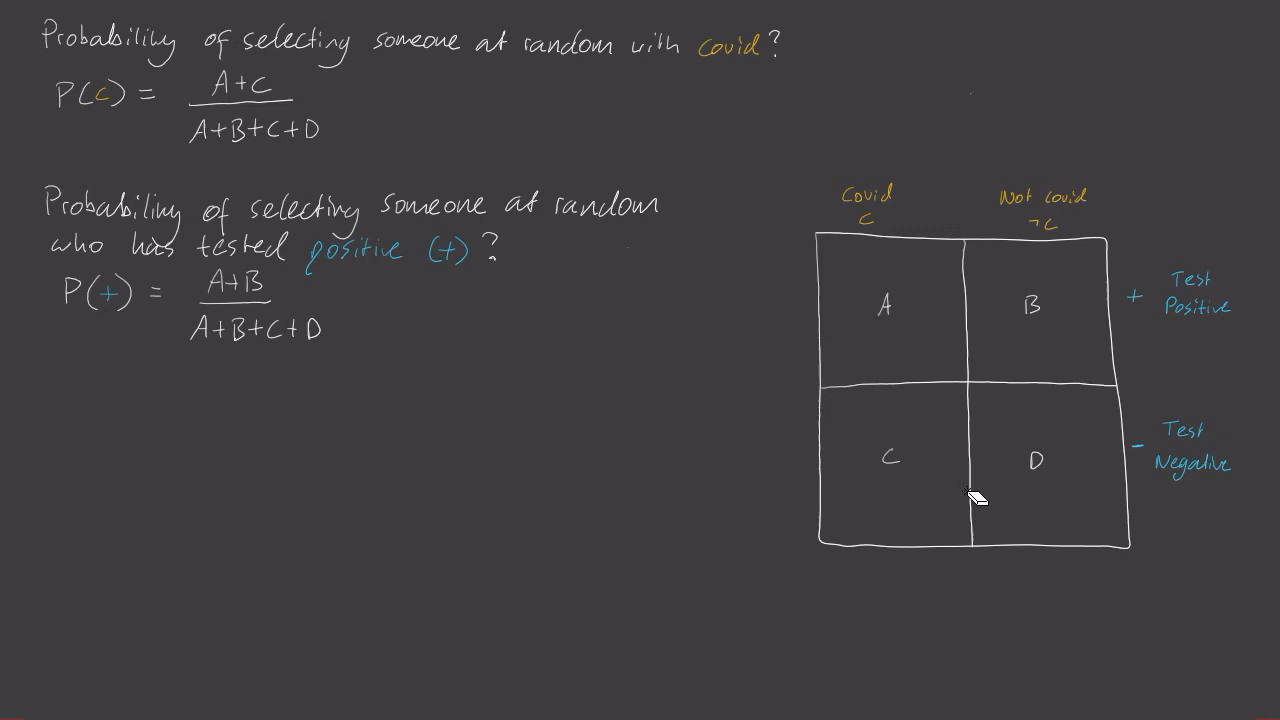 Probability of selecting someone at random with covid?
P(C) = A+C
A+B+C+D
Probability of selecting someone at random
who has tested positive (+)?
P(+) = A+B
A+B+C+D
Covid Not covid
C ¬C
A B + Test
Positive
C D - Test
Negative